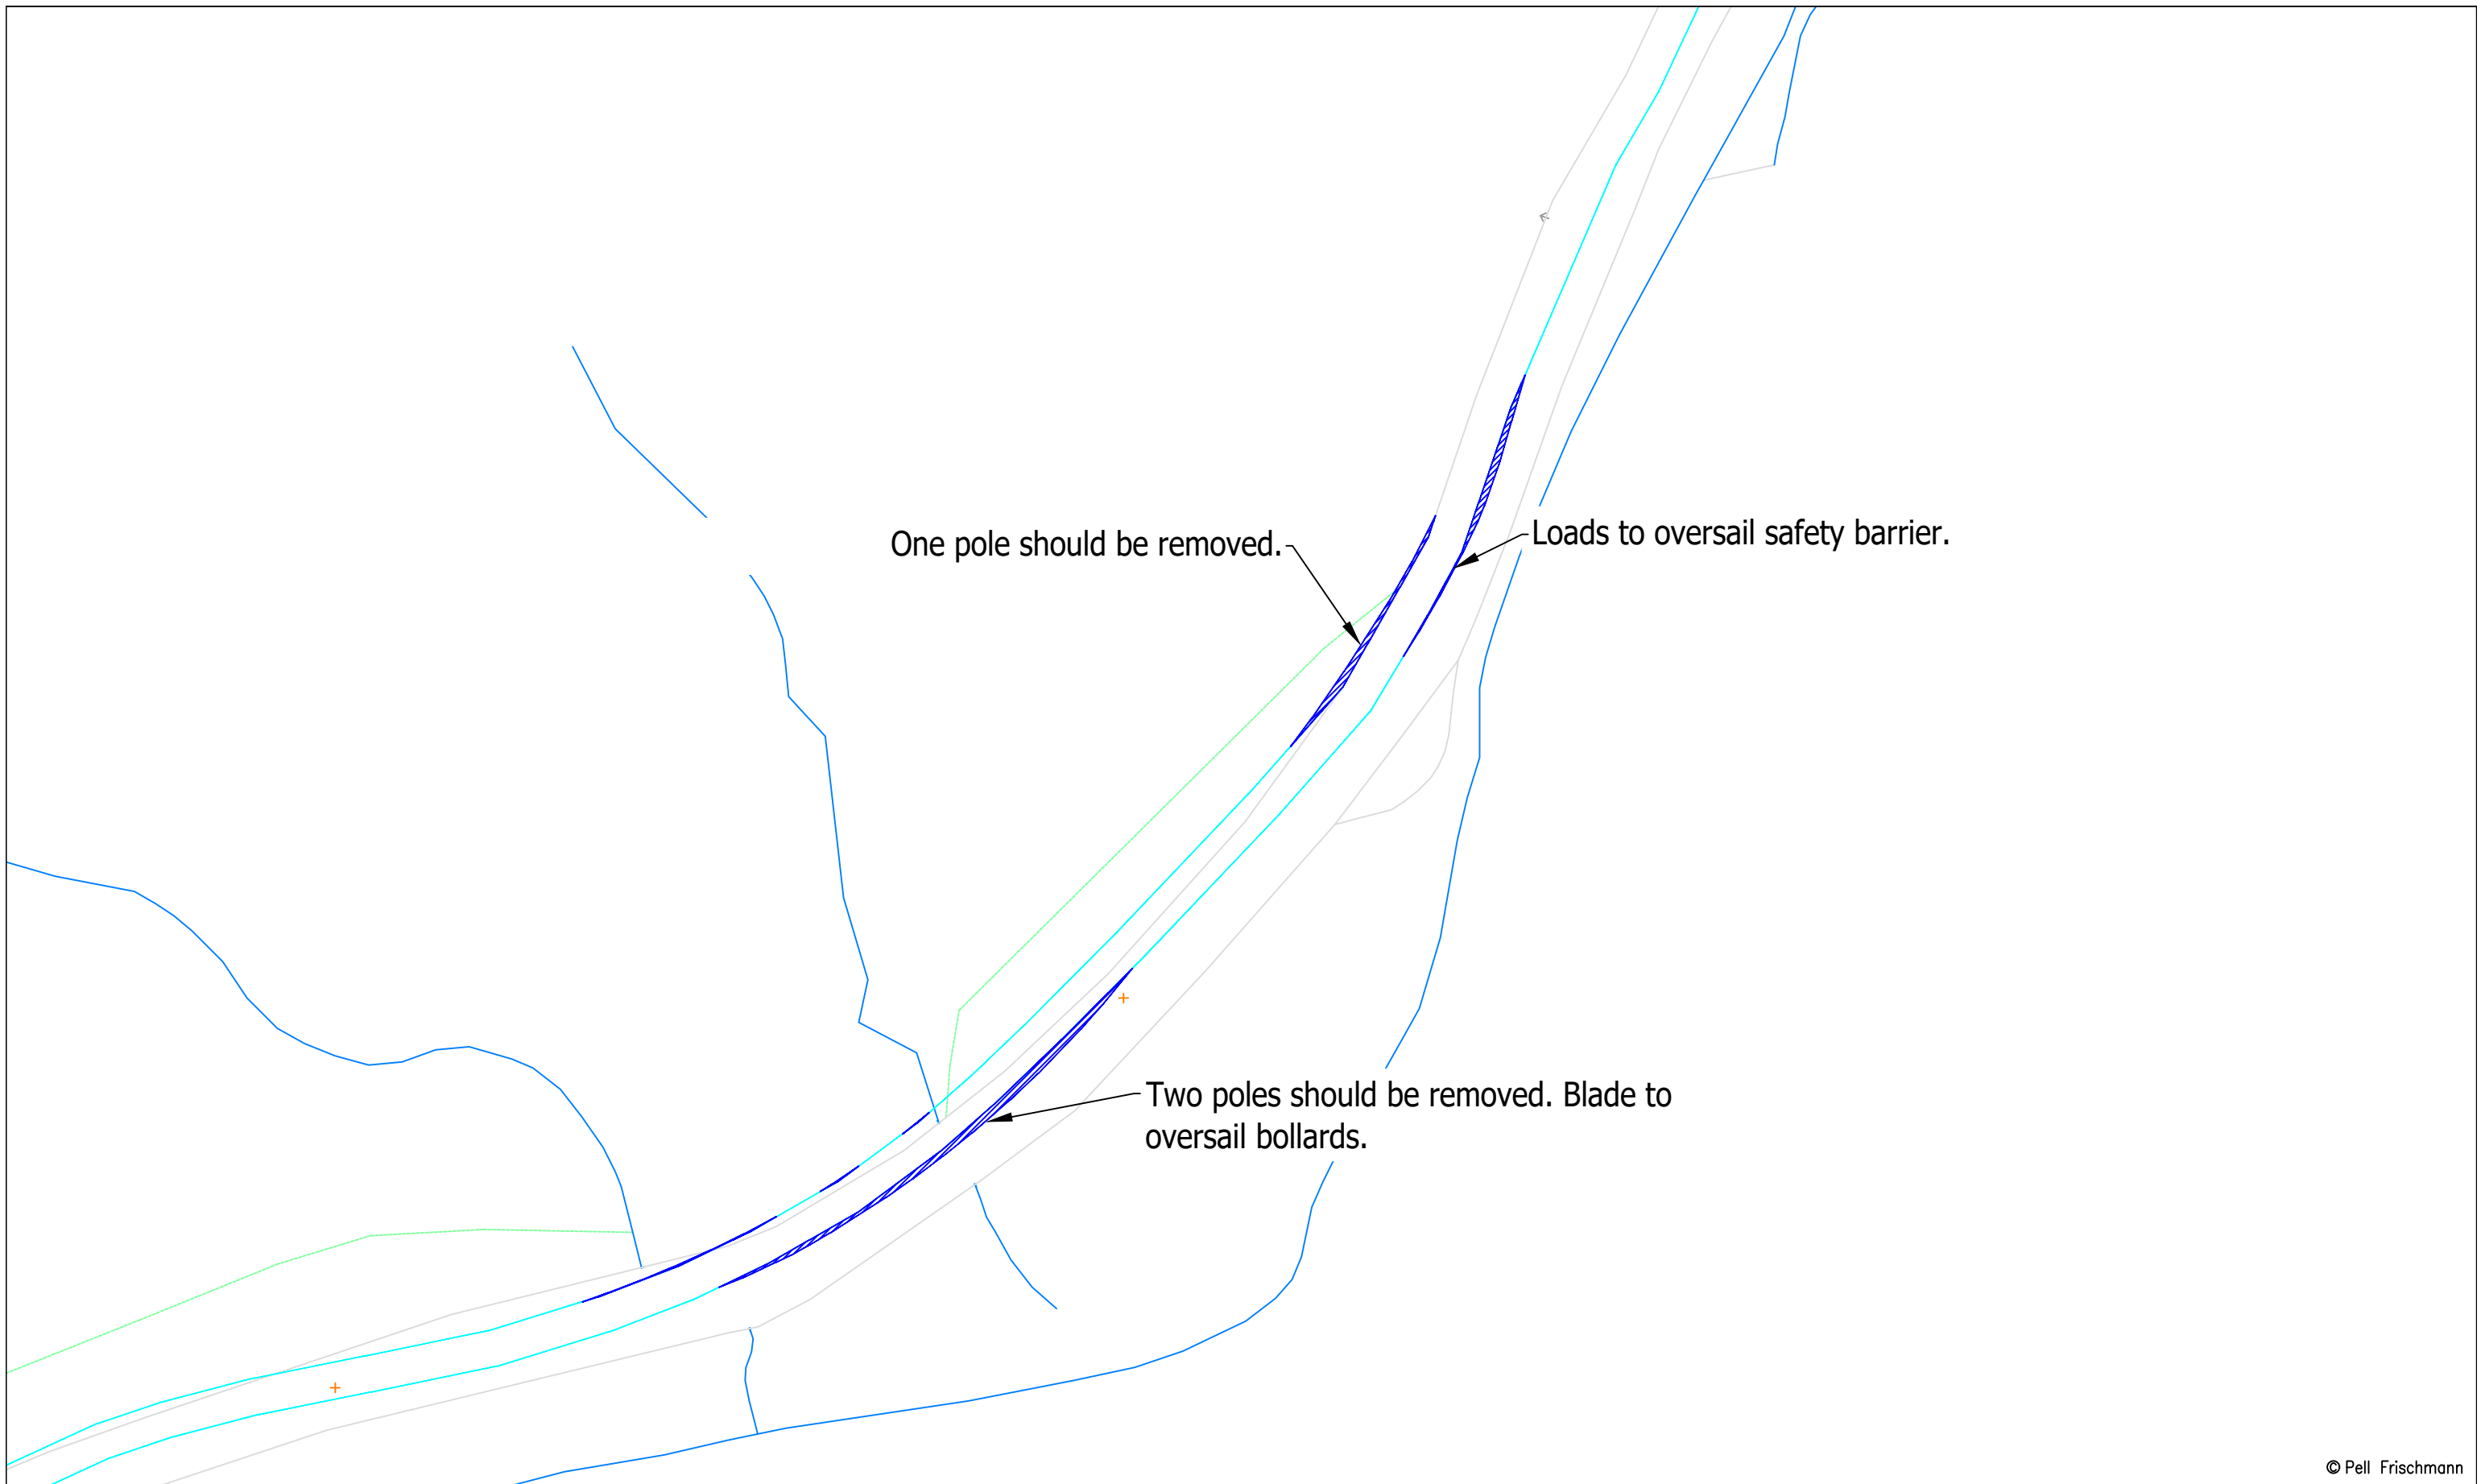 One pole should be removed.
Loads to oversail safety barrier.
Two poles should be removed. Blade to
oversail bollards.
© Pell Frischmann